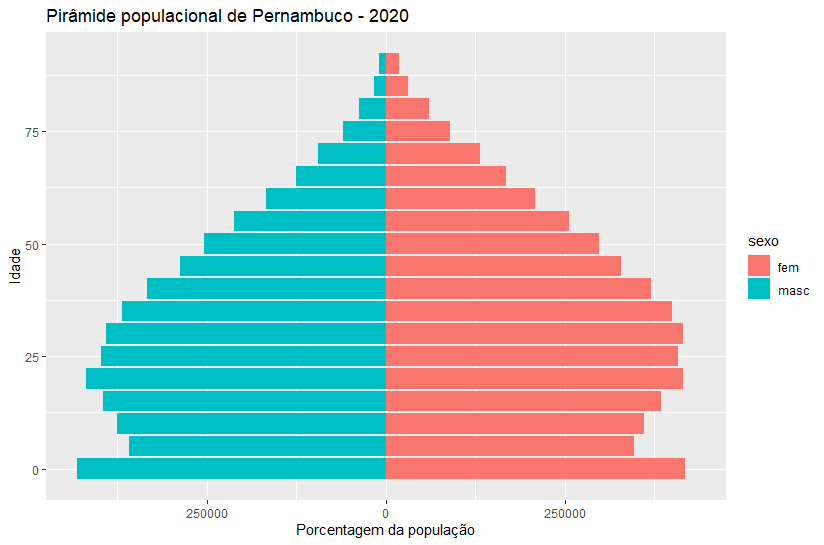 Pirâmide populacional de Pernambuco - 2020
Idade
75
50
25
0
250000
0
250000
Porcentagem da população
sexo
fem
masc